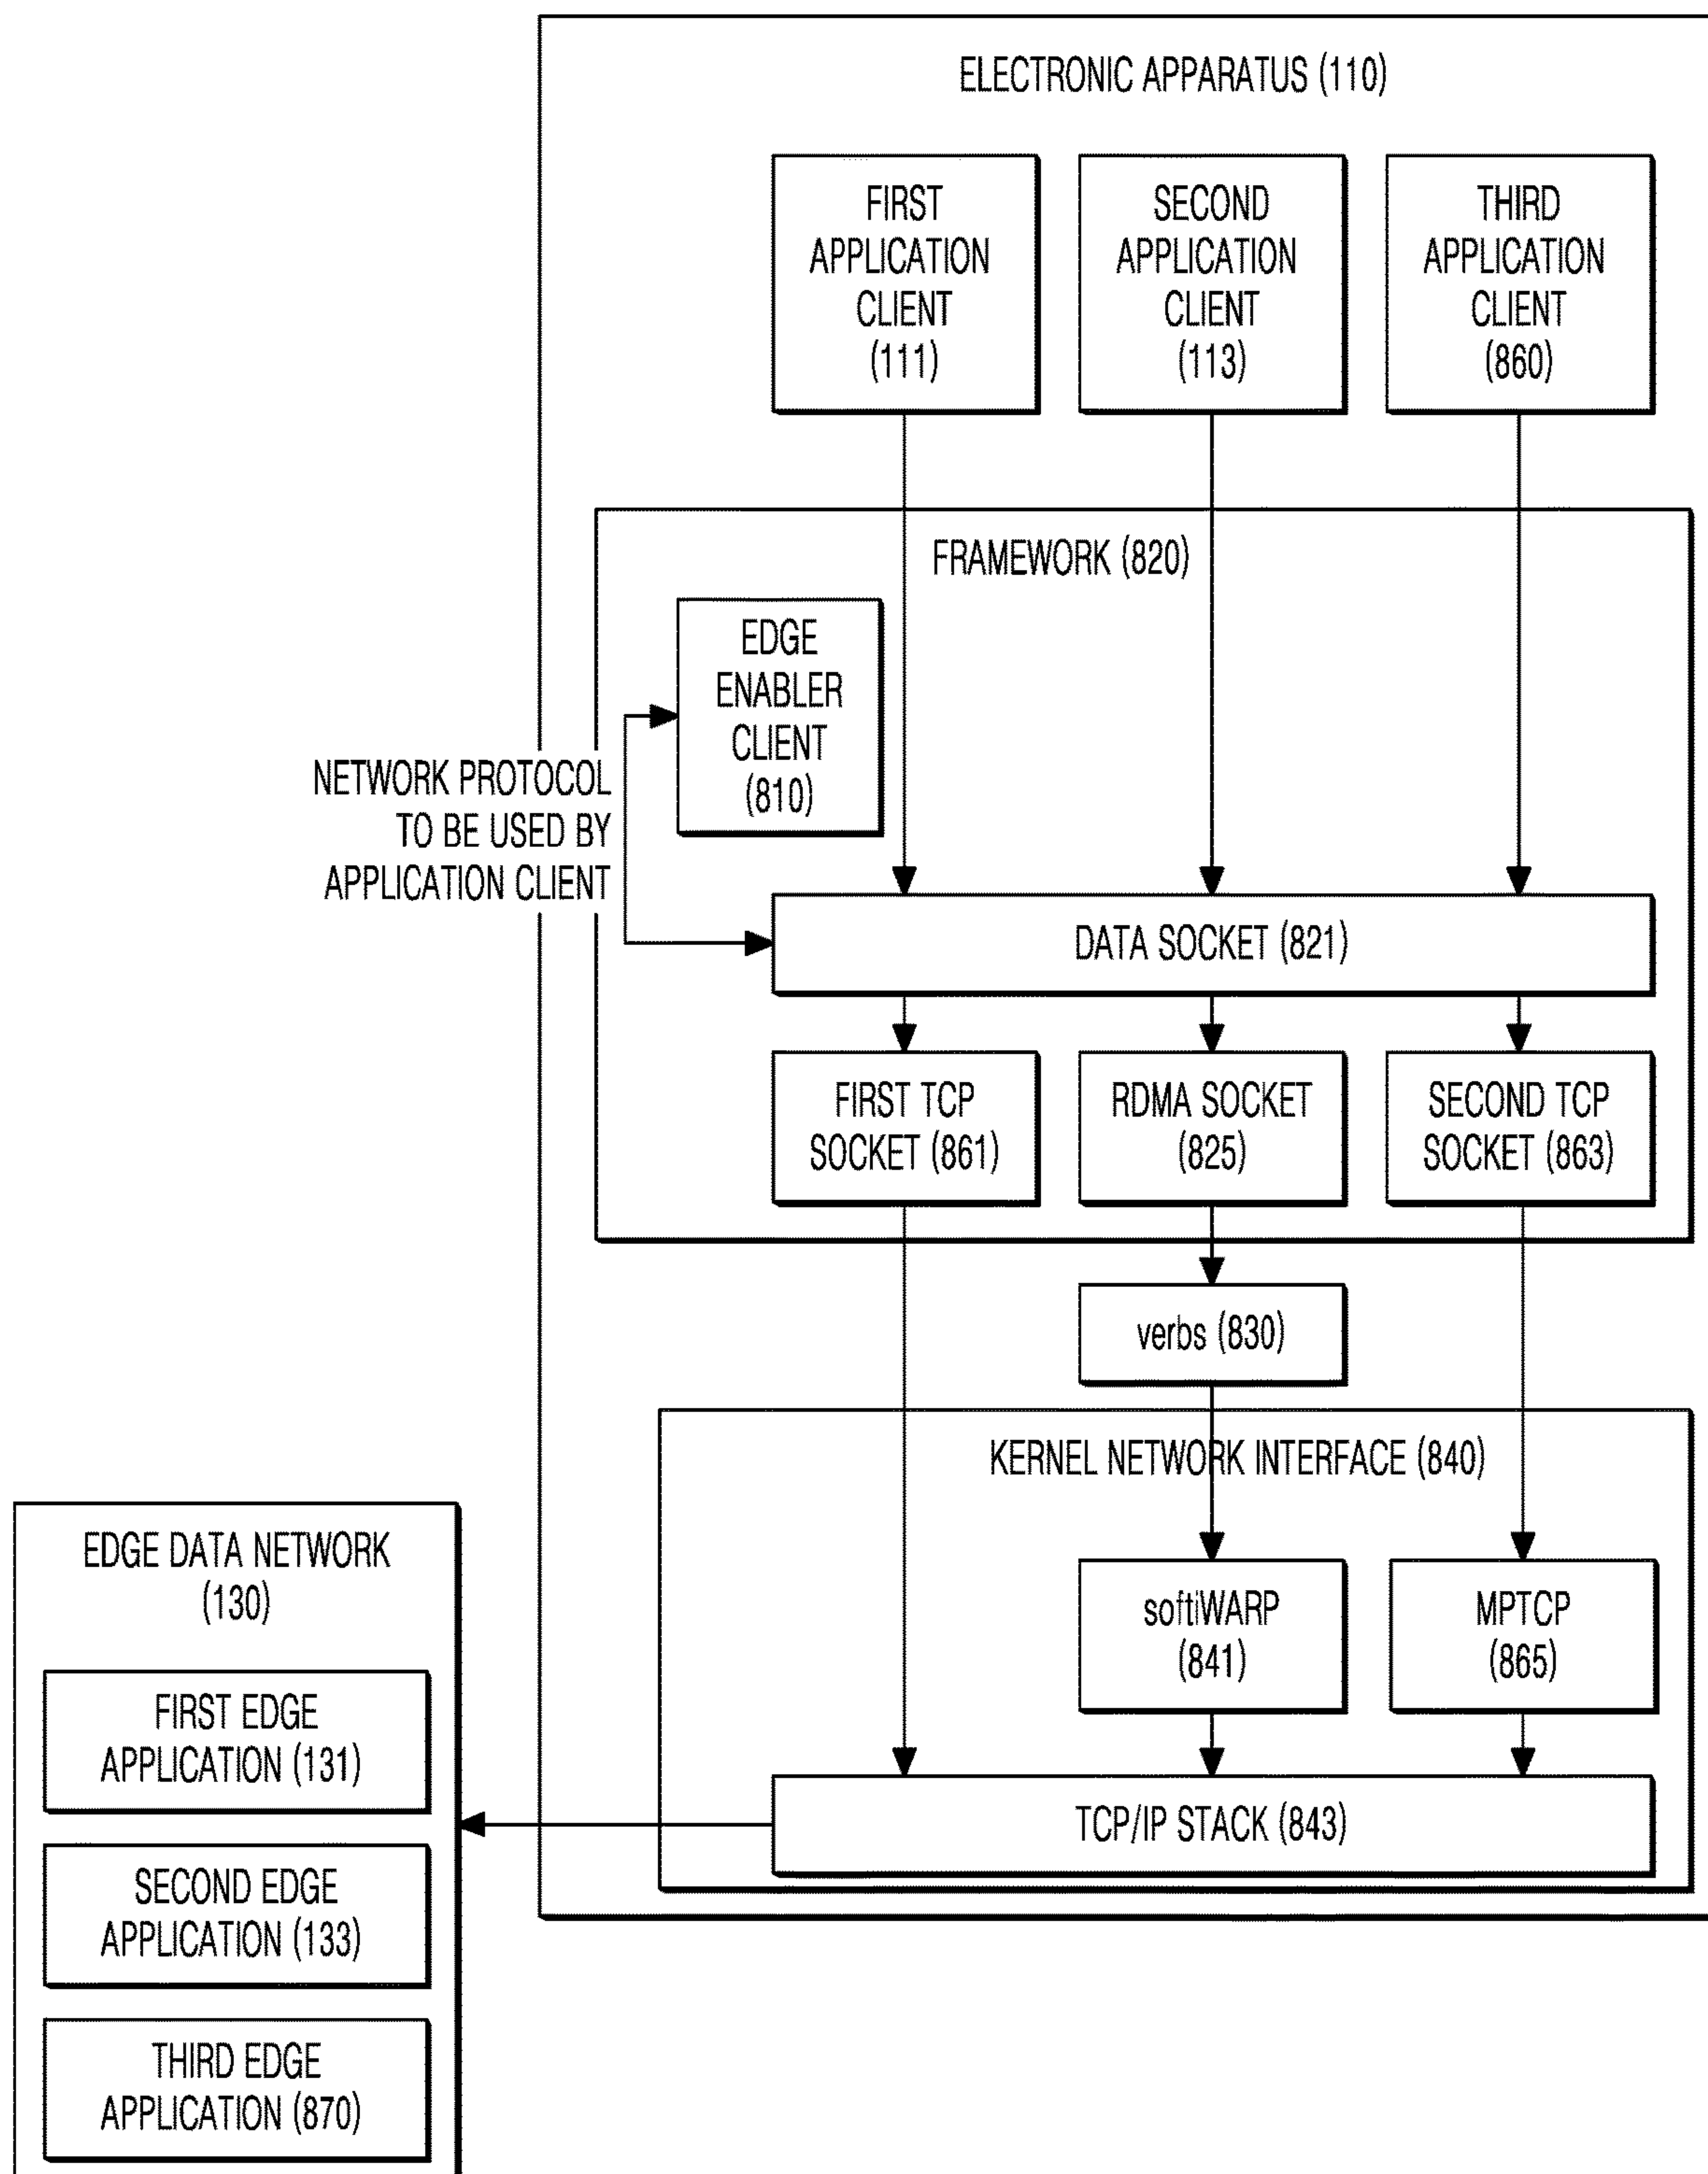 ELECTRONIC APPARATUS (110)
FIRST
APPLICATION
CLIENT
(111)
SECOND
APPLICATION
CLIENT
(113)
THIRD
APPLICATION
CLIENT
(860)
FRAMEWORK (820)
EDGE
ENABLER
CLIENT
(810)
NETWORK PROTOCOL
TO BE USED BY
APPLICATION CLIENT
DATA SOCKET (821)
FIRST TCP
SOCKET (861)
RDMA SOCKET
(825)
SECOND TCP
SOCKET (863)
verbs (830)
KERNEL NETWORK INTERFACE (840)
softiWARP
(841)
MPTCP
(865)
TCP/IP STACK (843)
EDGE DATA NETWORK
(130)
FIRST EDGE
APPLICATION (131)
SECOND EDGE
APPLICATION (133)
THIRD EDGE
APPLICATION (870)